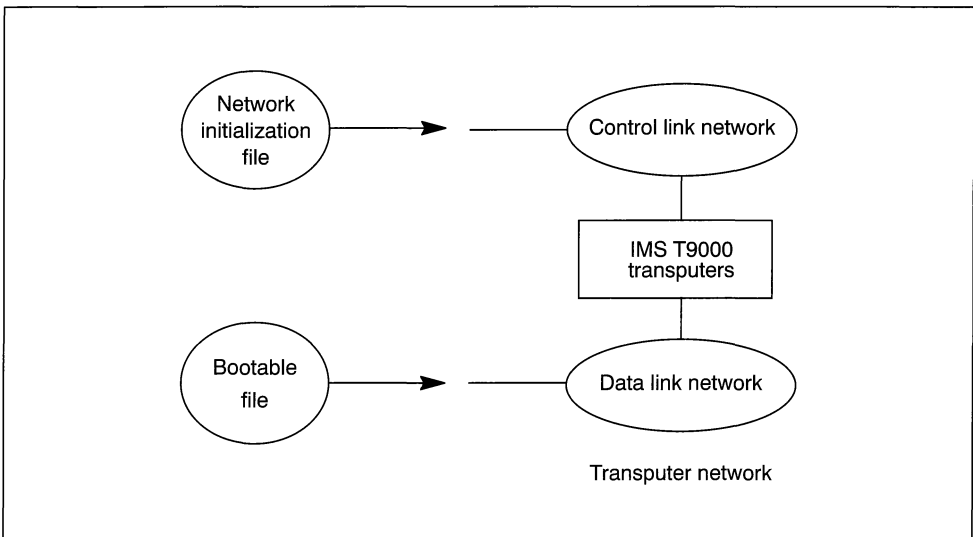 Network
initialization
file
Control link network
IMS T9000
transputers
Bootable
file
Data link network
Transputer network